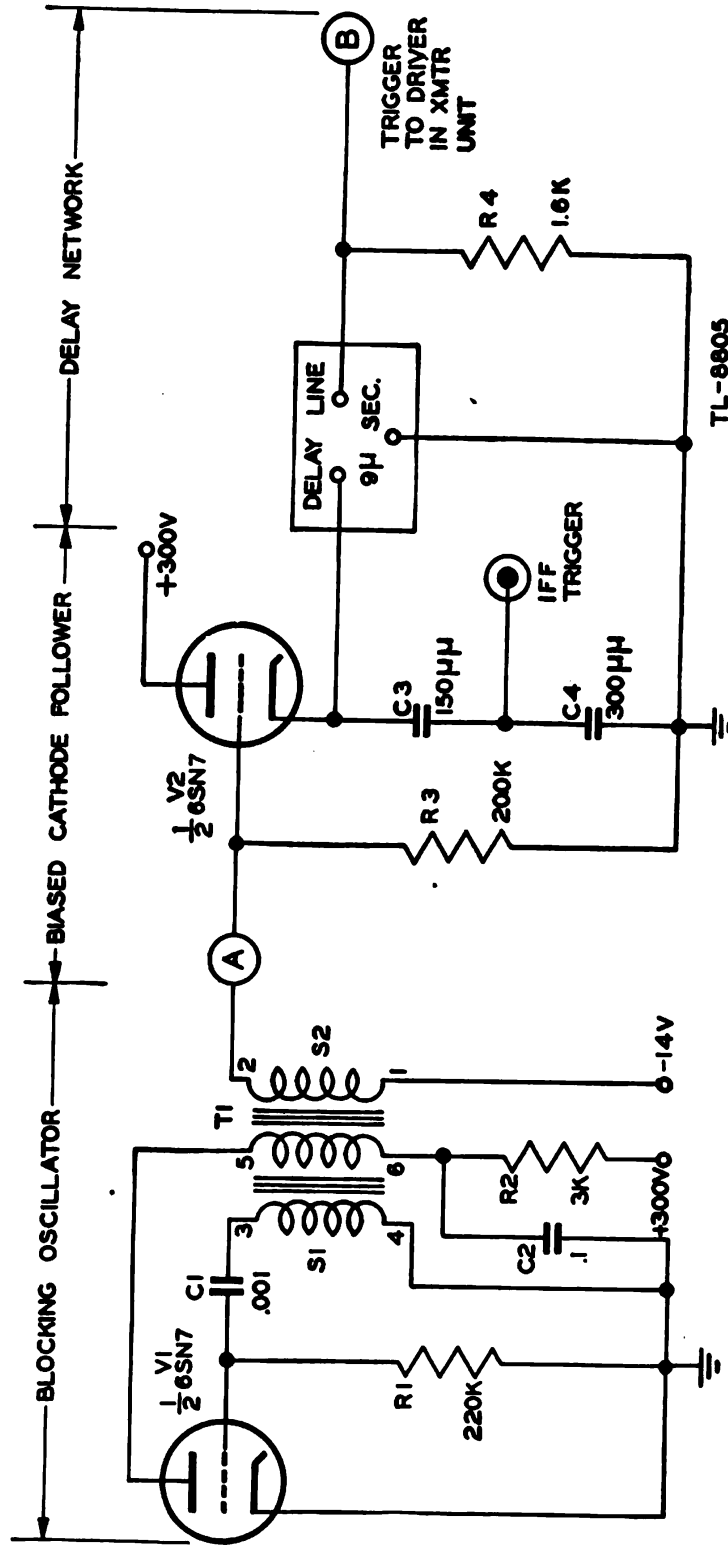 BLOCKING OSCILLATOR
BIASED CATHODE FOLLOWER
DELAY NETWORK
V1
1/2 6SN7
C1
.001
R1
220K
3
4
S1
5
6
T1
2
1
S2
C2
.1
R2
3K
+300V
-14V
A
V2
1/2 6SN7
+300V
R3
200K
C3
150µµ
C4
300µµ
IFF
TRIGGER
DELAY LINE
9µ SEC.
R4
1.6K
B
TRIGGER
TO DRIVER
IN XMTR
UNIT
TL-8805